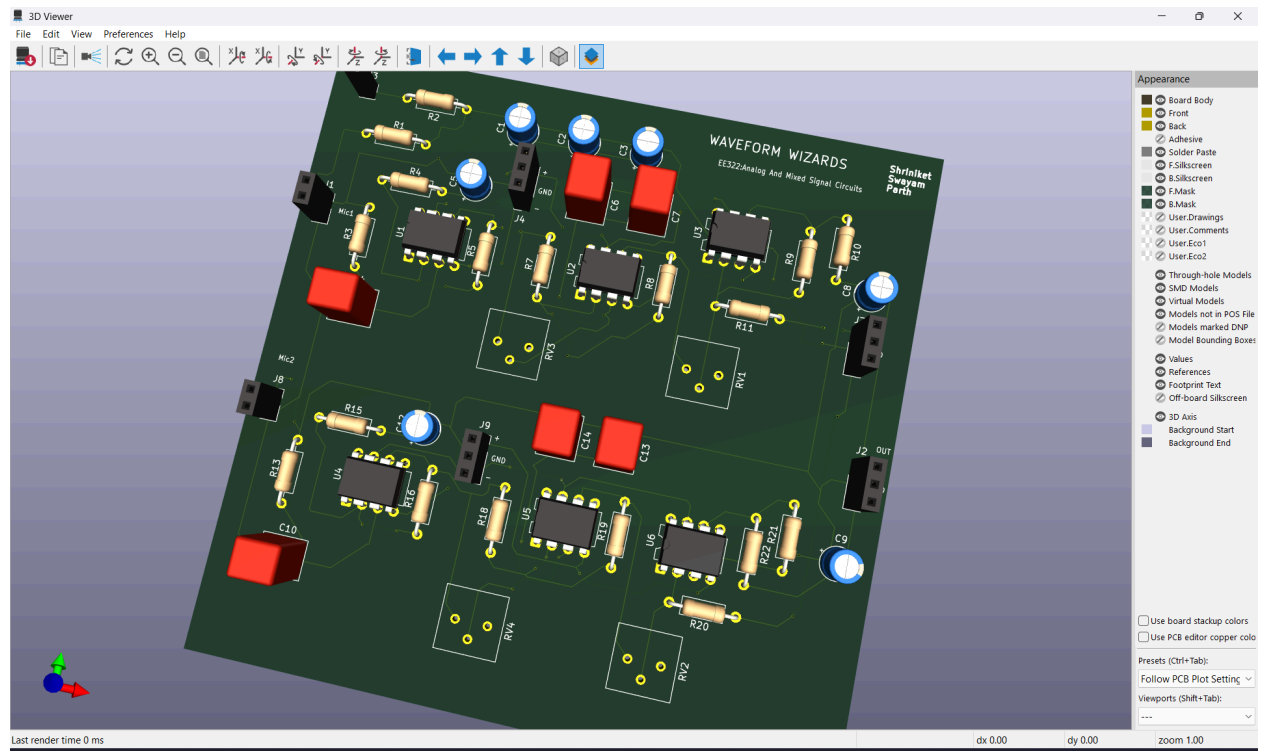 3D Viewer
File Edit View Preferences Help
Appearance
Board Body
Front
Back
Adhesive
Solder Paste
F.Silkscreen
B.Silkscreen
F.Mask
B.Mask
User.Drawings
User.Comments
User.Eco1
User.Eco2
Through-hole Models
SMD Models
Virtual Models
Models not in POS File
Models marked DNP
Model Bounding Boxes
Values
References
Footprint Text
Off-board Silkscreen
3D Axis
Background Start
Background End
Use board stackup colors
Use PCB editor copper colo
Presets (Ctrl+Tab):
Follow PCB Plot Setting
Viewports (Shift+Tab):
---
WAVEFORM WIZARDS
EE322:Analog And Mixed Signal Circuits
Shriniket
Swayam
Perth
R2
R1
C1
C2
C3
R4
J4
+
GND
-
C6
C7
Mic1
R3
U1
R5
R7
U2
R8
U3
R9
R10
C8
R11
RV3
RV1
Mic2
J8
R15
J9
+
GND
-
C14
C13
J2
OUT
R13
U4
R16
R18
U5
R19
U6
R22
R21
C9
C10
R20
RV4
RV2
Last render time 0 ms
dx 0.00
dy 0.00
zoom 1.00